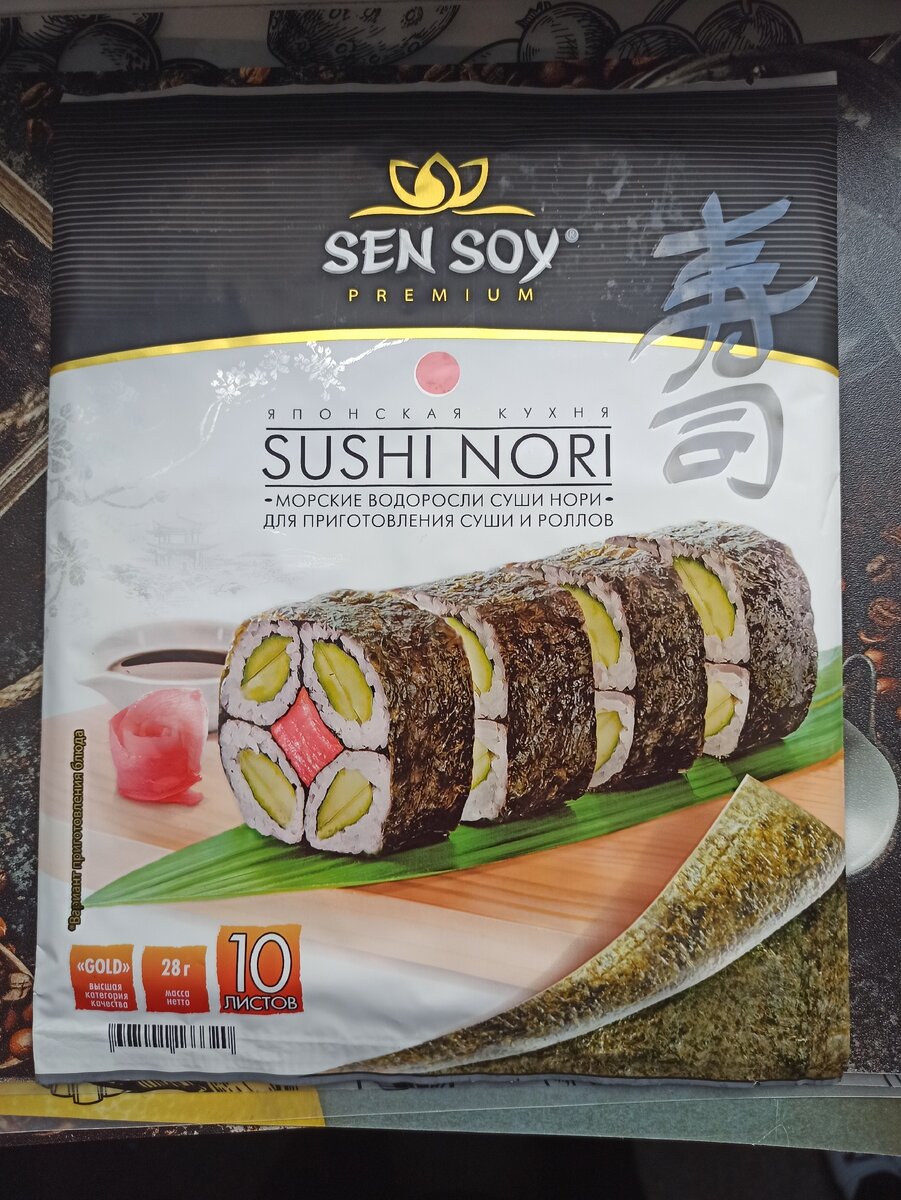 SEN SOY®
PREMIUM
寿司
ЯПОНСКАЯ КУХНЯ
SUSHI NORI
•МОРСКИЕ ВОДОРОСЛИ СУШИ НОРИ•
ДЛЯ ПРИГОТОВЛЕНИЯ СУШИ И РОЛЛОВ
*Вариант приготовления блюда
«GOLD»
высшая
категория
качества
28 г
масса
нетто
10
ЛИСТОВ